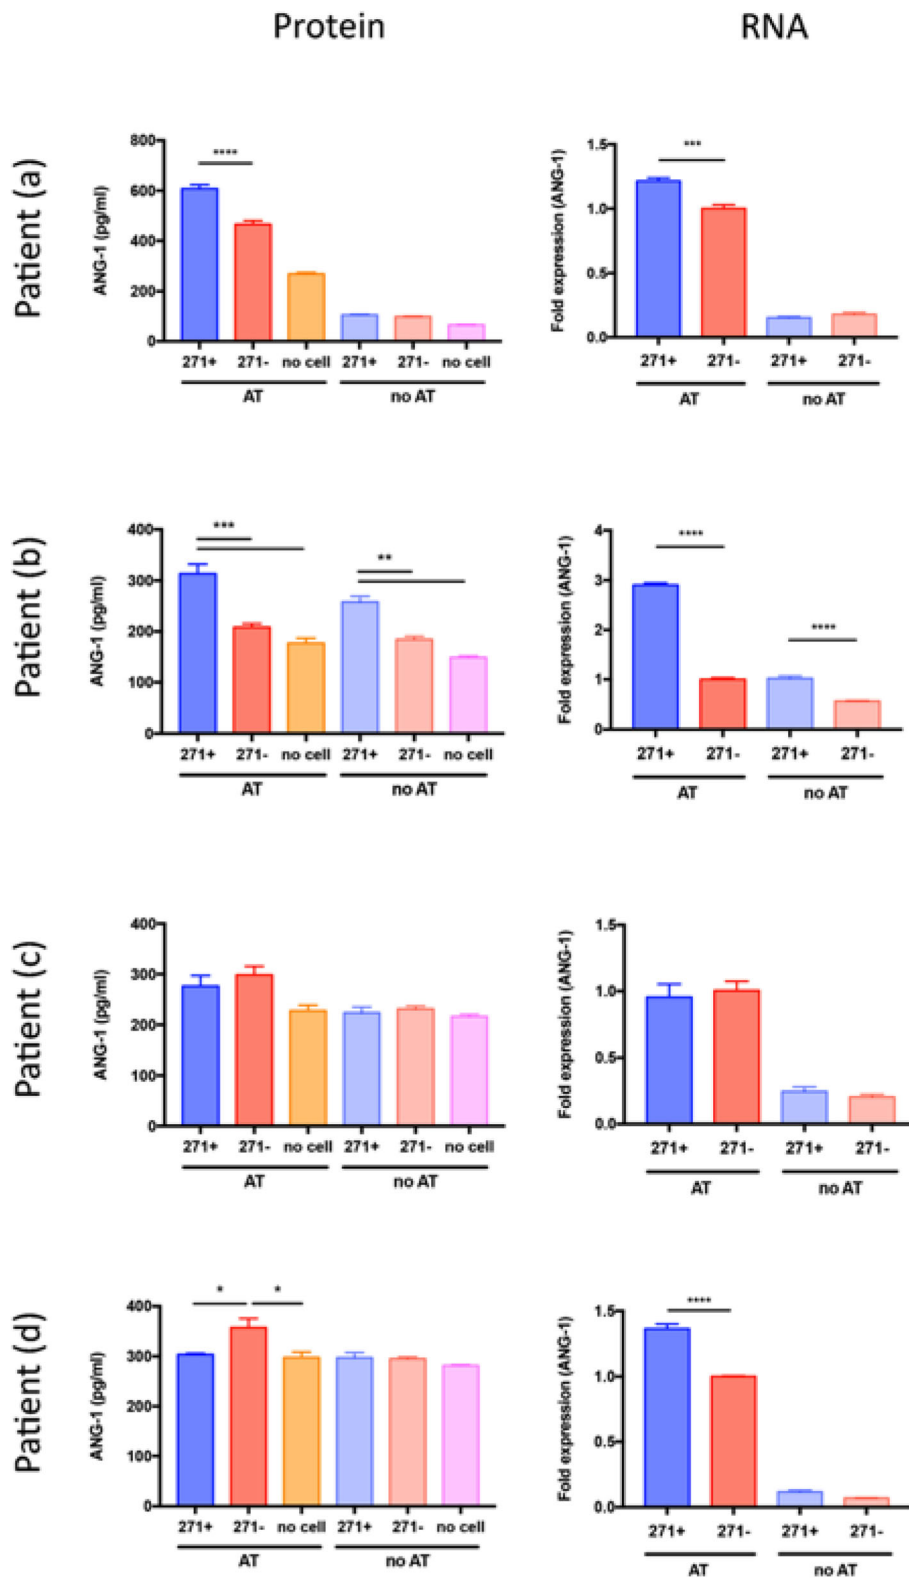 Protein RNA
Patient (a)
ANG-1 (pg/ml)
800
600
400
200
0
****
271+ 271- no cell 271+ 271- no cell
AT no AT
Fold expression (ANG-1)
1.5
1.0
0.5
0.0
***
271+ 271- 271+ 271-
AT no AT
Patient (b)
ANG-1 (pg/ml)
400
300
200
100
0
***
**
271+ 271- no cell 271+ 271- no cell
AT no AT
Fold expression (ANG-1)
4
3
2
1
0
****
****
271+ 271- 271+ 271-
AT no AT
Patient (c)
ANG-1 (pg/ml)
400
300
200
100
0
271+ 271- no cell 271+ 271- no cell
AT no AT
Fold expression (ANG-1)
1.5
1.0
0.5
0.0
271+ 271- 271+ 271-
AT no AT
Patient (d)
ANG-1 (pg/ml)
400
300
200
100
0
* *
271+ 271- no cell 271+ 271- no cell
AT no AT
Fold expression (ANG-1)
1.5
1.0
0.5
0.0
****
271+ 271- 271+ 271-
AT no AT